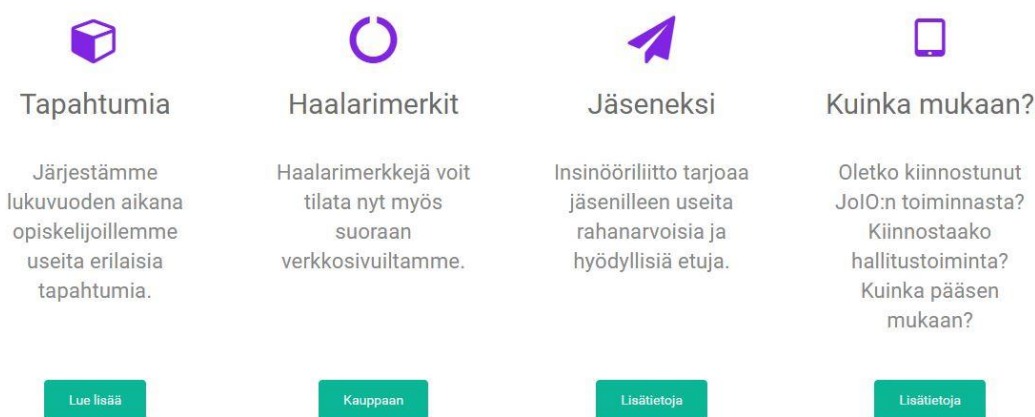 Tapahtumia
Järjestämme
lukuvuoden aikana
opiskelijoillemme
useita erilaisia
tapahtumia.
Lue lisää
Haalarimerkit
Haalarimerkkejä voit
tilata nyt myös
suoraan
verkkosivuiltamme.
Kauppaan
Jäseneksi
Insinööriliitto tarjoaa
jäsenilleen useita
rahanarvoisia ja
hyödyllisiä etuja.
Lisätietoja
Kuinka mukaan?
Oletko kiinnostunut
JoIO:n toiminnasta?
Kiinnostaako
hallitustoiminta?
Kuinka pääsen
mukaan?
Lisätietoja